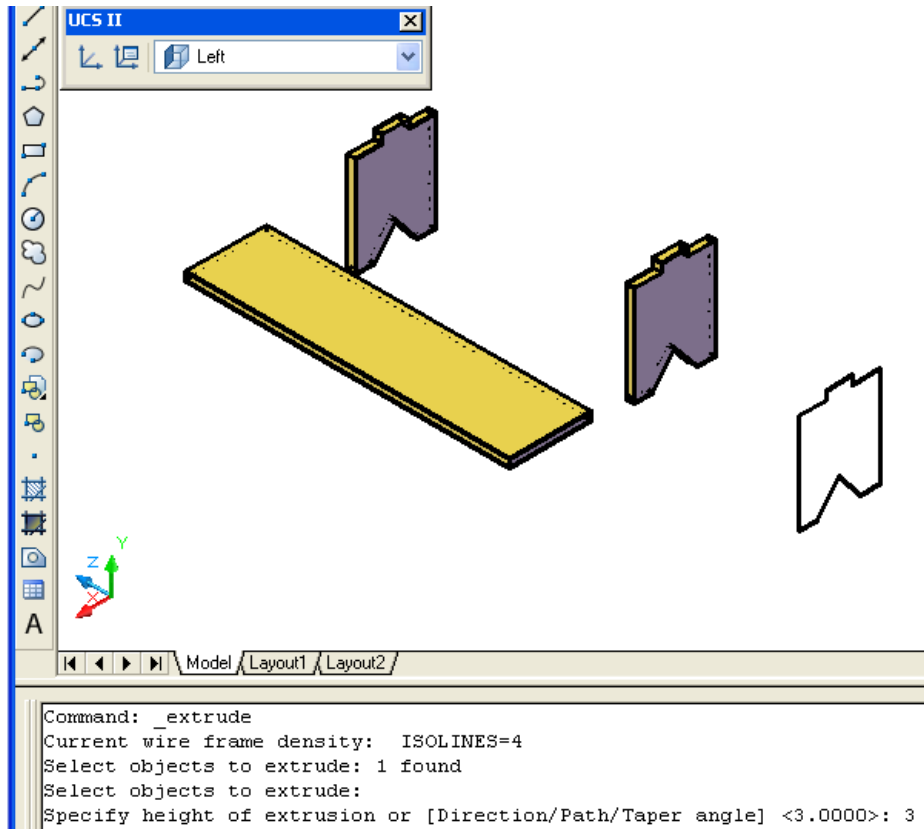 UCS II
Left
Y
Z
X
A
Model Layout1 Layout2
Command: _extrude
Current wire frame density:  ISOLINES=4
Select objects to extrude: 1 found
Select objects to extrude:
Specify height of extrusion or [Direction/Path/Taper angle] <3.0000>: 3